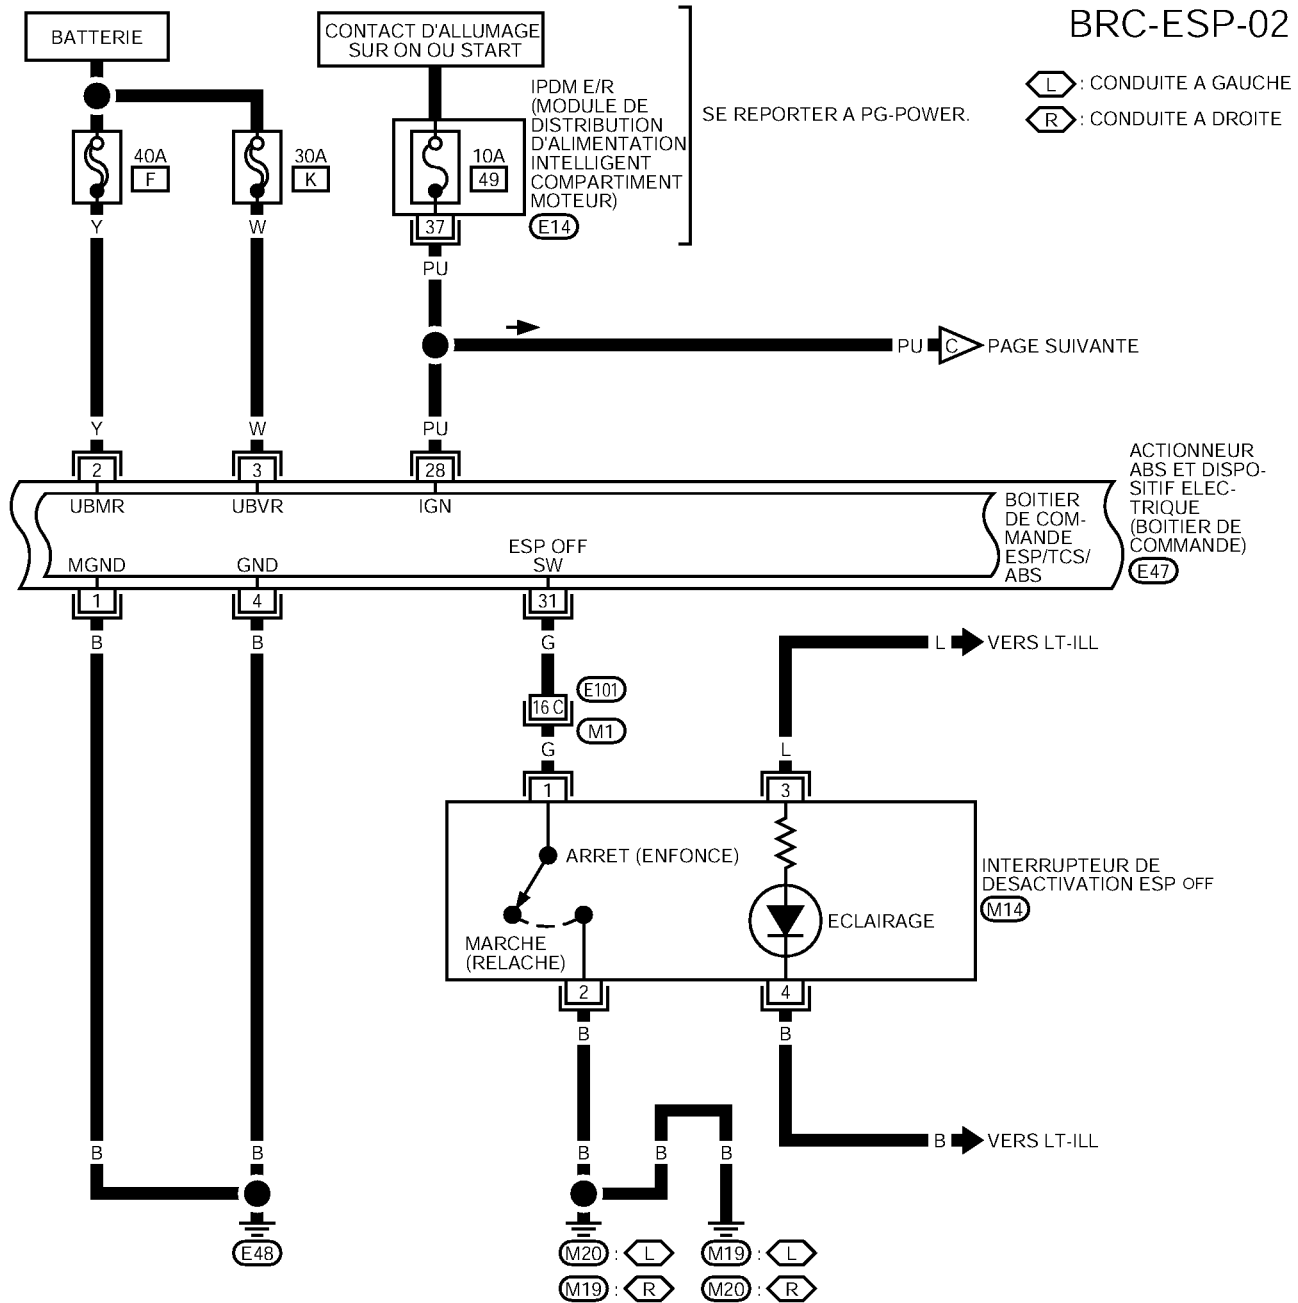 BRC-ESP-02
BATTERIE
CONTACT D'ALLUMAGE
SUR ON OU START
L : CONDUITE A GAUCHE
R : CONDUITE A DROITE
IPDM E/R
(MODULE DE
DISTRIBUTION
D'ALIMENTATION
INTELLIGENT
COMPARTIMENT
MOTEUR)
E14
SE REPORTER A PG-POWER.
40A
F
30A
K
10A
49
37
Y
W
PU
PU
C
PAGE SUIVANTE
Y
W
PU
2
3
28
UBMR
UBVR
IGN
BOITIER
DE COM-
MANDE
ESP/TCS/
ABS
ACTIONNEUR
ABS ET DISPO-
SITIF ELEC-
TRIQUE
(BOITIER DE
COMMANDE)
E47
MGND
GND
ESP OFF
SW
1
4
31
B
B
G
L
VERS LT-ILL
E101
16 C
M1
G
L
1
3
ARRET (ENFONCE)
MARCHE
(RELACHE)
ECLAIRAGE
INTERRUPTEUR DE
DESACTIVATION ESP OFF
M14
2
4
B
B
B
VERS LT-ILL
B
B
B
B
B
E48
M20 : L
M19 : L
M19 : R
M20 : R